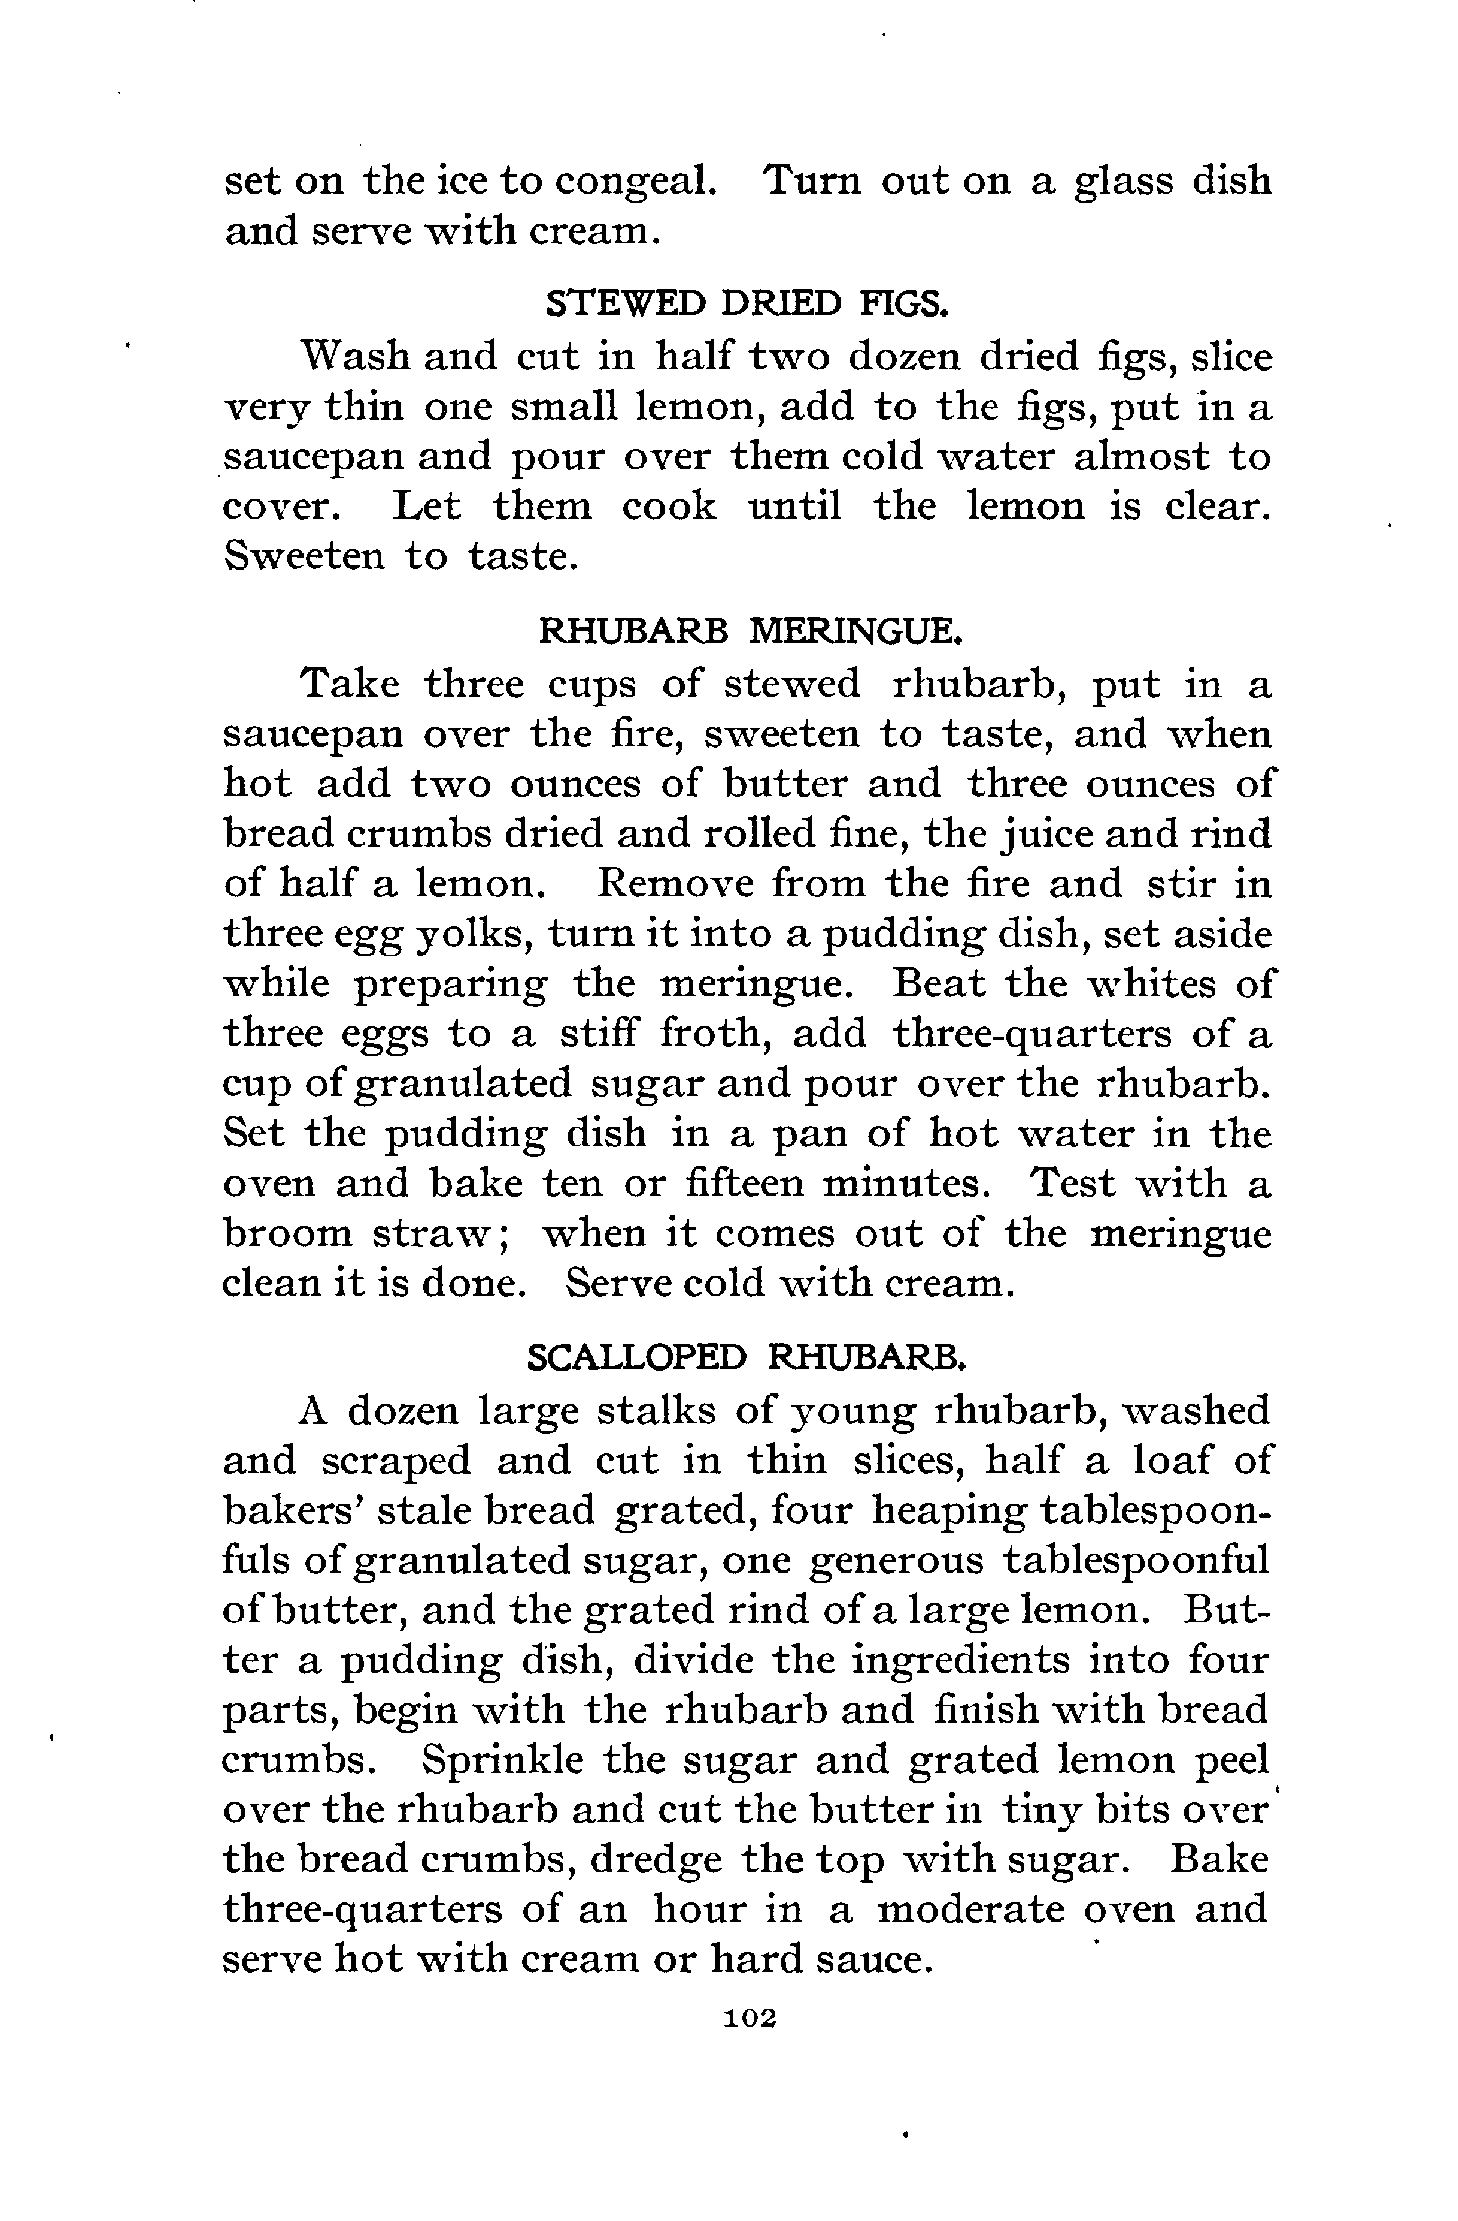 set on the ice to congeal. Turn out on a glass dish
and serve with cream.
STEWED DRIED FIGS.
Wash and cut in half two dozen dried figs, slice
very thin one small lemon, add to the figs, put in a
saucepan and pour over them cold water almost to
cover. Let them cook until the lemon is clear.
Sweeten to taste.
RHUBARB MERINGUE.
Take three cups of stewed rhubarb, put in a
saucepan over the fire, sweeten to taste, and when
hot add two ounces of butter and three ounces of
bread crumbs dried and rolled fine, the juice and rind
of half a lemon. Remove from the fire and stir in
three egg yolks, turn it into a pudding dish, set aside
while preparing the meringue. Beat the whites of
three eggs to a stiff froth, add three-quarters of a
cup of granulated sugar and pour over the rhubarb.
Set the pudding dish in a pan of hot water in the
oven and bake ten or fifteen minutes. Test with a
broom straw; when it comes out of the meringue
clean it is done. Serve cold with cream.
SCALLOPED RHUBARB.
A dozen large stalks of young rhubarb, washed
and scraped and cut in thin slices, half a loaf of
bakers' stale bread grated, four heaping tablespoon-
fuls of granulated sugar, one generous tablespoonful
of butter, and the grated rind of a large lemon. But-
ter a pudding dish, divide the ingredients into four
parts, begin with the rhubarb and finish with bread
crumbs. Sprinkle the sugar and grated lemon peel
over the rhubarb and cut the butter in tiny bits over
the bread crumbs, dredge the top with sugar. Bake
three-quarters of an hour in a moderate oven and
serve hot with cream or hard sauce.
102